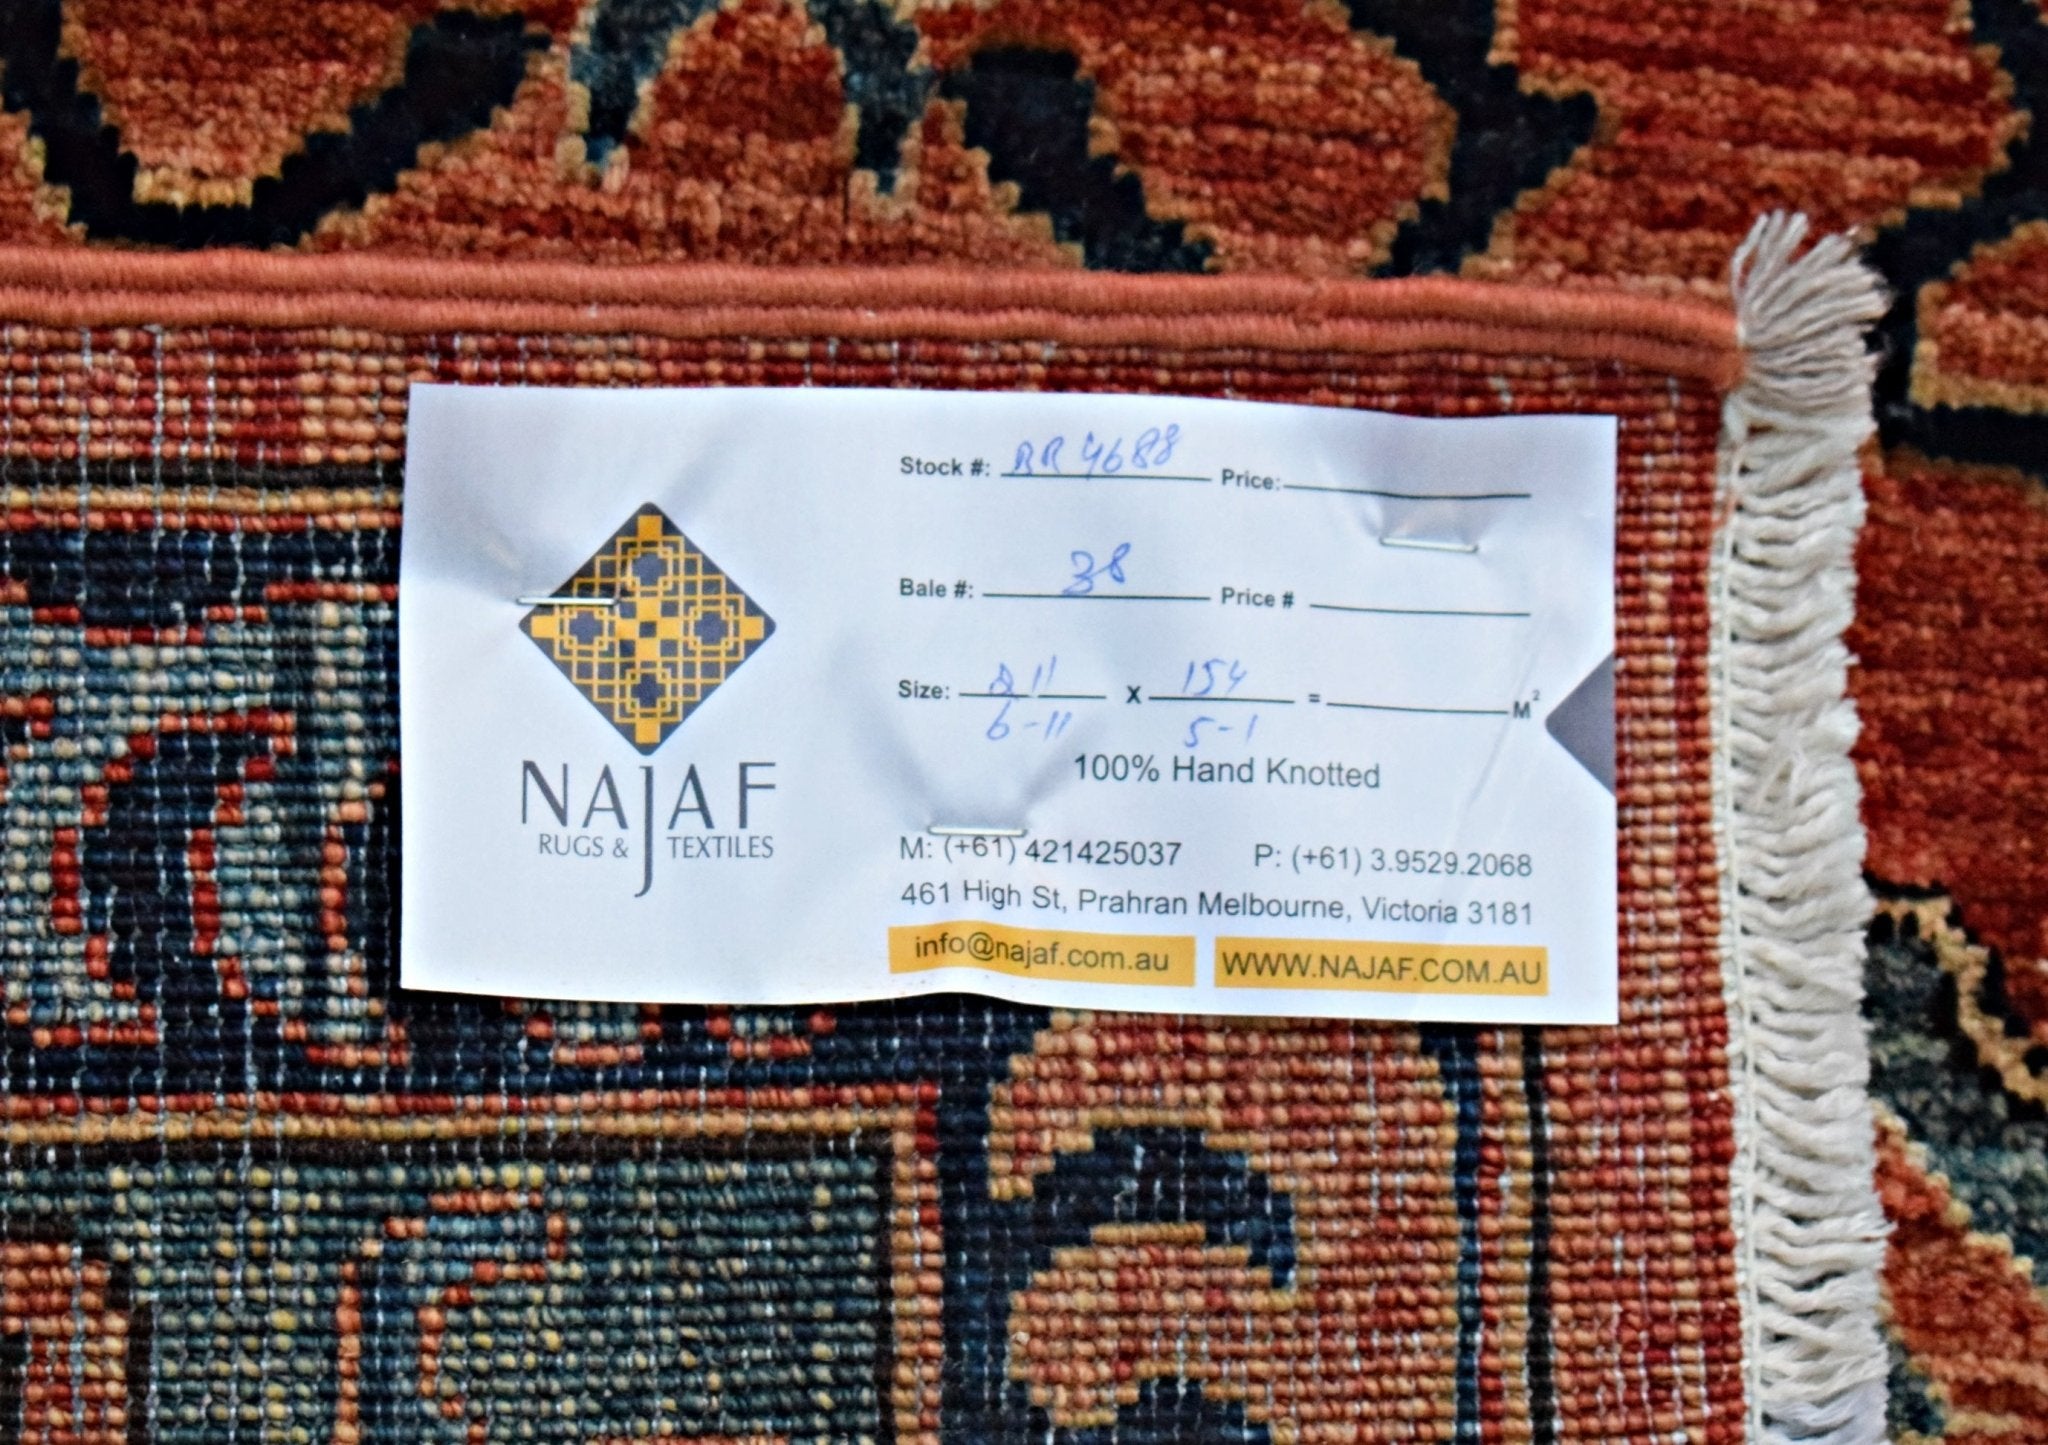 Stock #: RR 4688 Price:
Bale #: 38 Price #
Size: 211 X 154 = M²
6-11 5-1
100% Hand Knotted
NAJAF
RUGS & TEXTILES
M: (+61) 421425037 P: (+61) 3.9529.2068
461 High St, Prahran Melbourne, Victoria 3181
info@najaf.com.au WWW.NAJAF.COM.AU